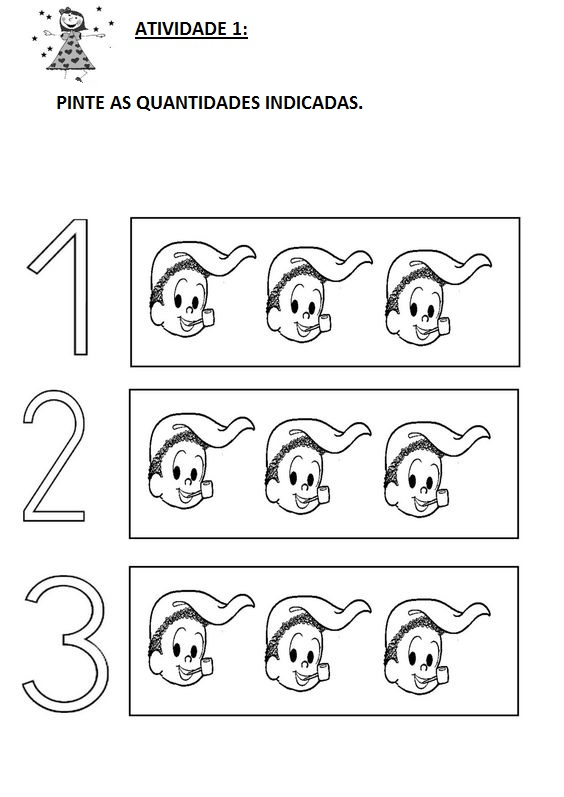 ATIVIDADE 1:
PINTE AS QUANTIDADES INDICADAS.
1
2
3